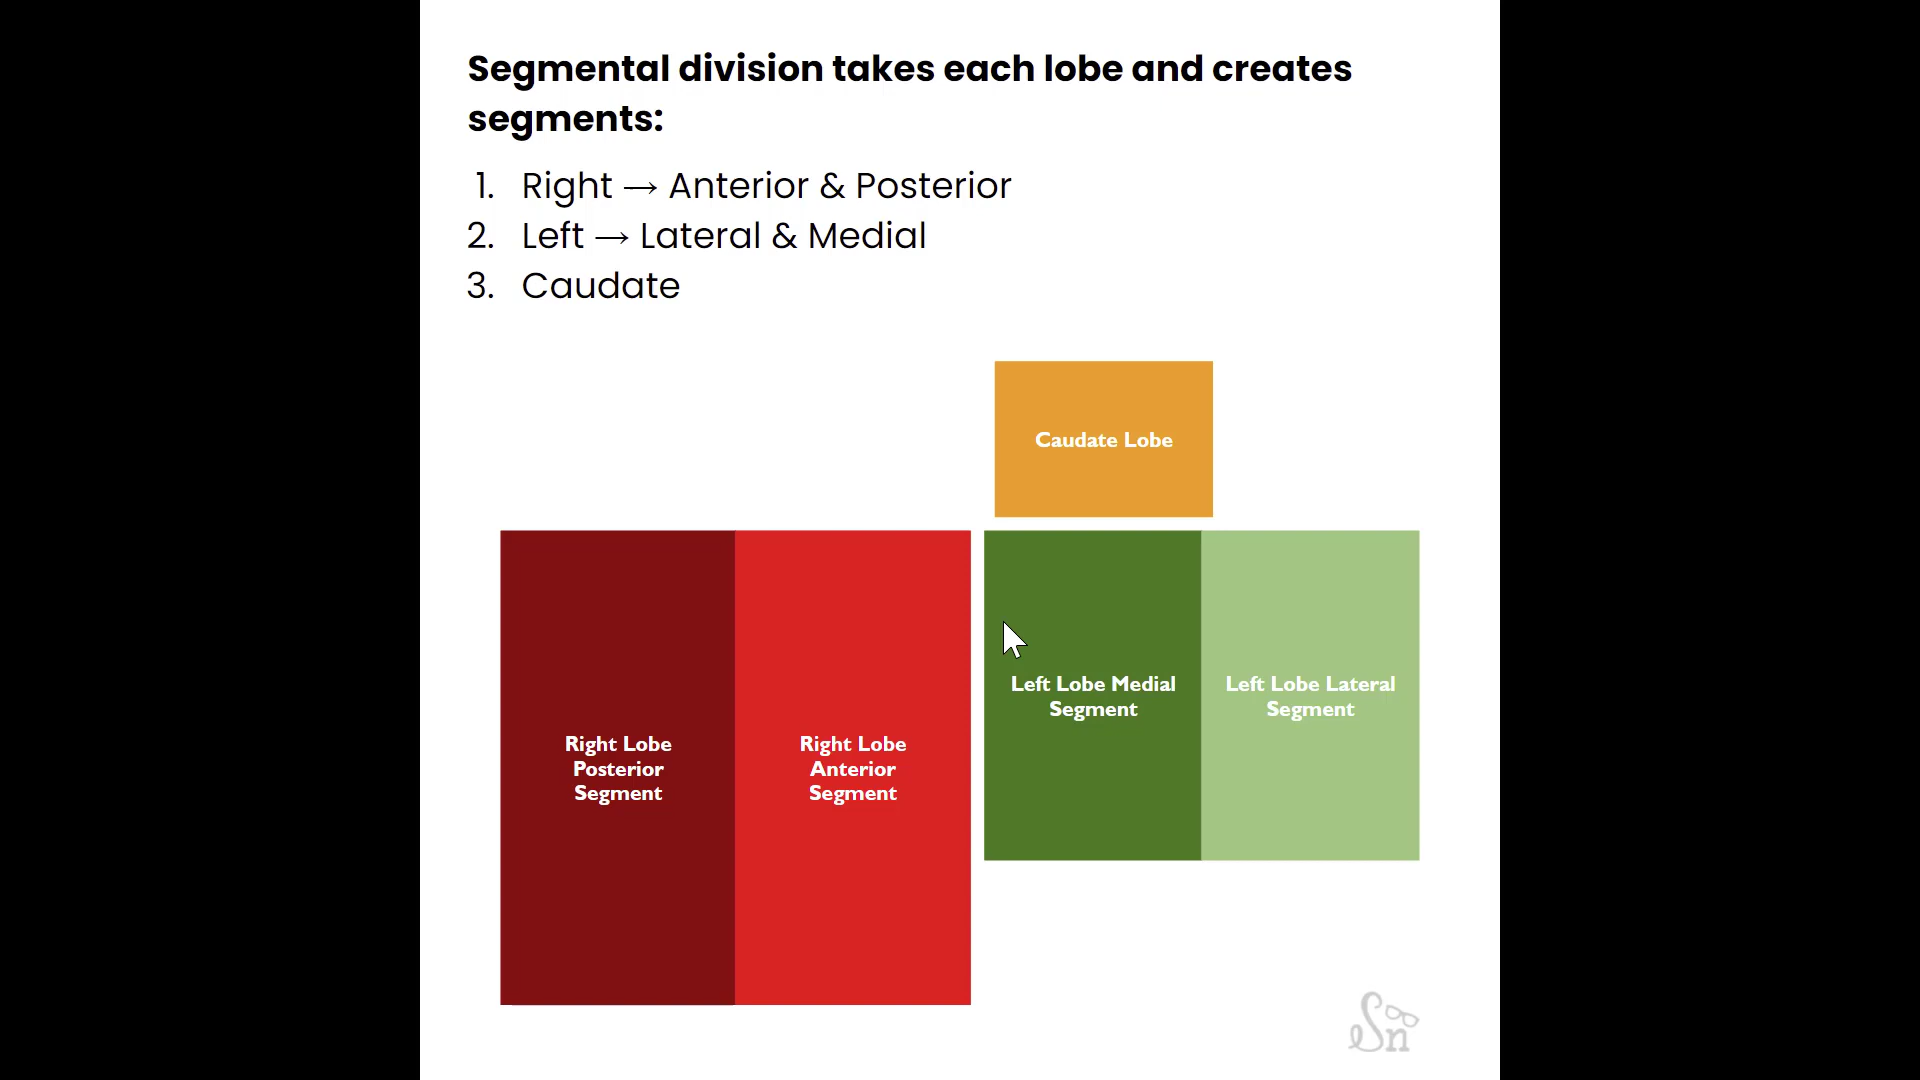 Segmental division takes each lobe and creates
segments:
1. Right → Anterior & Posterior
2. Left → Lateral & Medial
3. Caudate
Caudate Lobe
Left Lobe Medial
Segment
Left Lobe Lateral
Segment
Right Lobe
Posterior
Segment
Right Lobe
Anterior
Segment
Sn